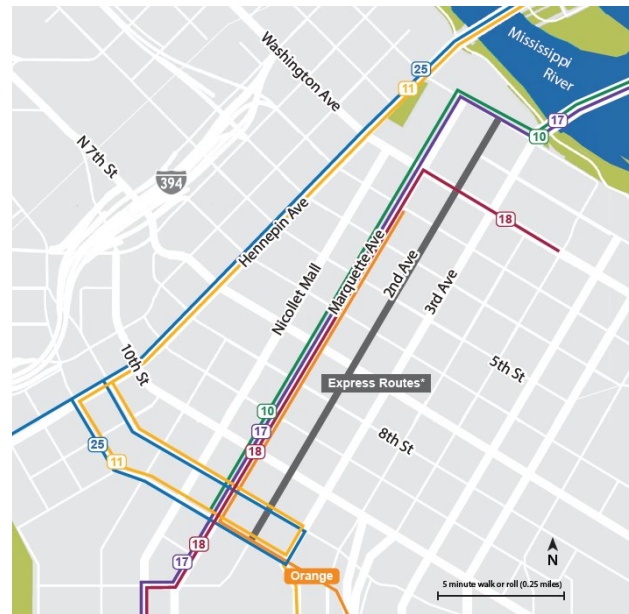 Mississippi
River
Washington Ave
25
11
17
10
N 7th St
394
Hennepin Ave
18
Marquette Ave
2nd Ave
Nicollet Mall
3rd Ave
10th St
5th St
Express Routes*
10
17
18
8th St
25
11
18
17
Orange
N
5 minute walk or roll (0.25 miles)